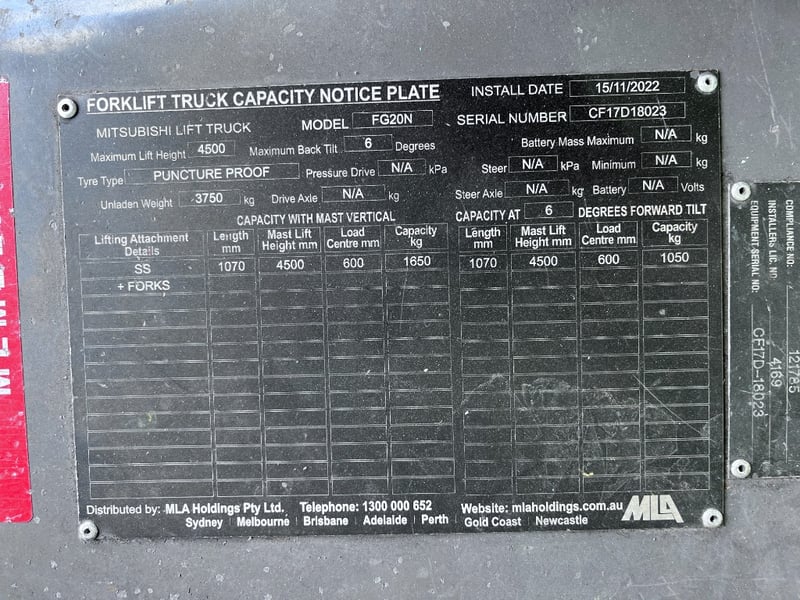 FORKLIFT TRUCK CAPACITY NOTICE PLATE INSTALL DATE 15/11/2022
MITSUBISHI LIFT TRUCK MODEL FG20N SERIAL NUMBER CF17D18023
Maximum Lift Height 4500 Maximum Back Tilt 6 Degrees Battery Mass Maximum N/A kg
Tyre Type PUNCTURE PROOF Pressure Drive N/A kPa Steer N/A kPa Minimum N/A kg
Unladen Weight 3750 kg Drive Axle N/A kg Steer Axle N/A kg Battery N/A Volts
CAPACITY WITH MAST VERTICAL CAPACITY AT 6 DEGREES FORWARD TILT
Lifting Attachment Details Length mm Mast Lift Height mm Load Centre mm Capacity kg Length mm Mast Lift Height mm Load Centre mm Capacity kg
SS 1070 4500 600 1650 1070 4500 600 1050
+ FORKS
Distributed by: MLA Holdings Pty Ltd. Telephone: 1300 000 652 Website: mlaholdings.com.au MLA
Sydney Melbourne Brisbane Adelaide Perth Gold Coast Newcastle
COMPLIANCE NO: 121785
INSTALLERS LIC. NO 4169
EQUIPMENT SERIAL NO: CF17D-18023